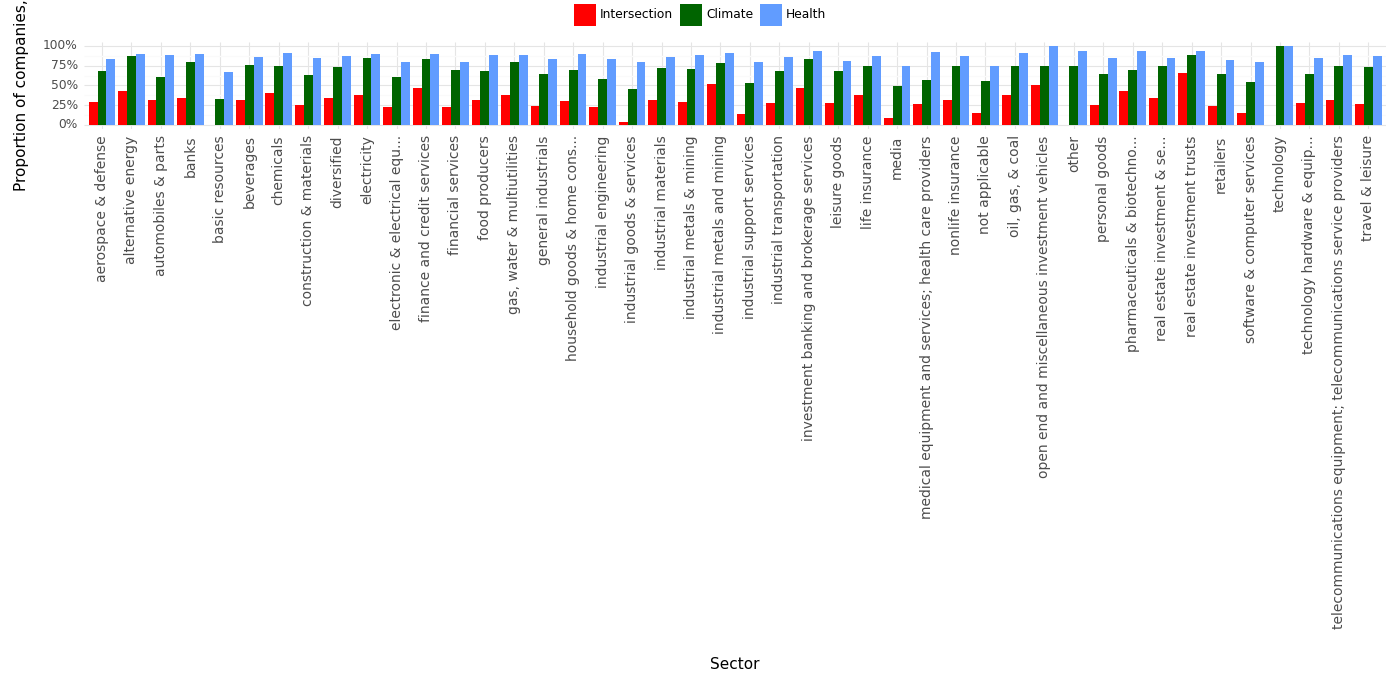 Intersection Climate Health
Proportion of companies,
100%
75%
50%
25%
0%
aerospace & defense
alternative energy
automobiles & parts
banks
basic resources
beverages
chemicals
construction & materials
diversified
electricity
electronic & electrical equ...
finance and credit services
financial services
food producers
gas, water & multiutilities
general industrials
household goods & home cons...
industrial engineering
industrial goods & services
industrial materials
industrial metals & mining
industrial metals and mining
industrial support services
industrial transportation
investment banking and brokerage services
leisure goods
life insurance
media
medical equipment and services; health care providers
nonlife insurance
not applicable
oil, gas, & coal
open end and miscellaneous investment vehicles
other
personal goods
pharmaceuticals & biotechno...
real estate investment & se...
real estate investment trusts
retailers
software & computer services
technology
technology hardware & equip...
telecommunications equipment; telecommunications service providers
travel & leisure
Sector